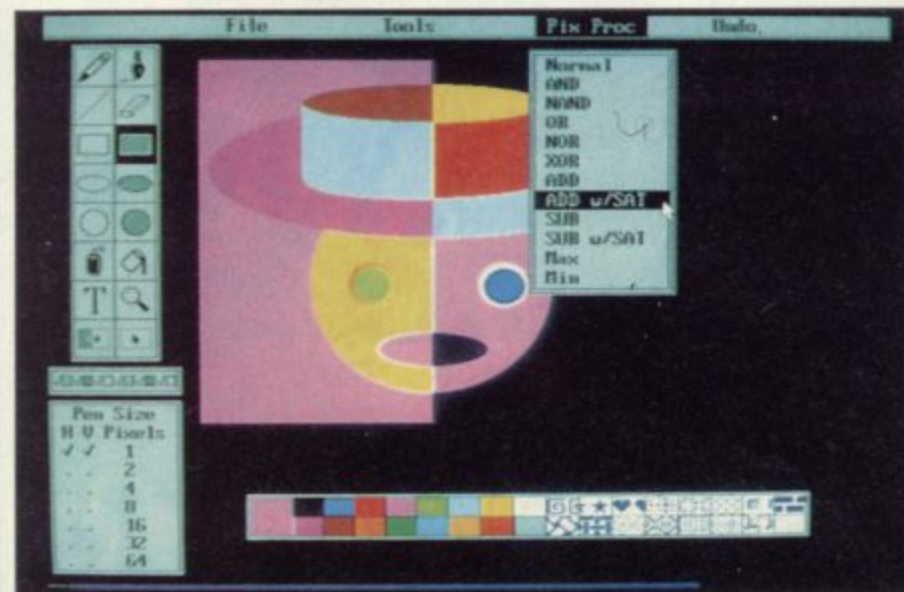 File Tools Pix Proc Undo
Normal
AND
NAND
OR
NOR
XOR
ADD
ADD w/SAT
SUB
SUB w/SAT
Max
Min
T
Pen Size
H V Pixels
1
2
4
8
16
32
64